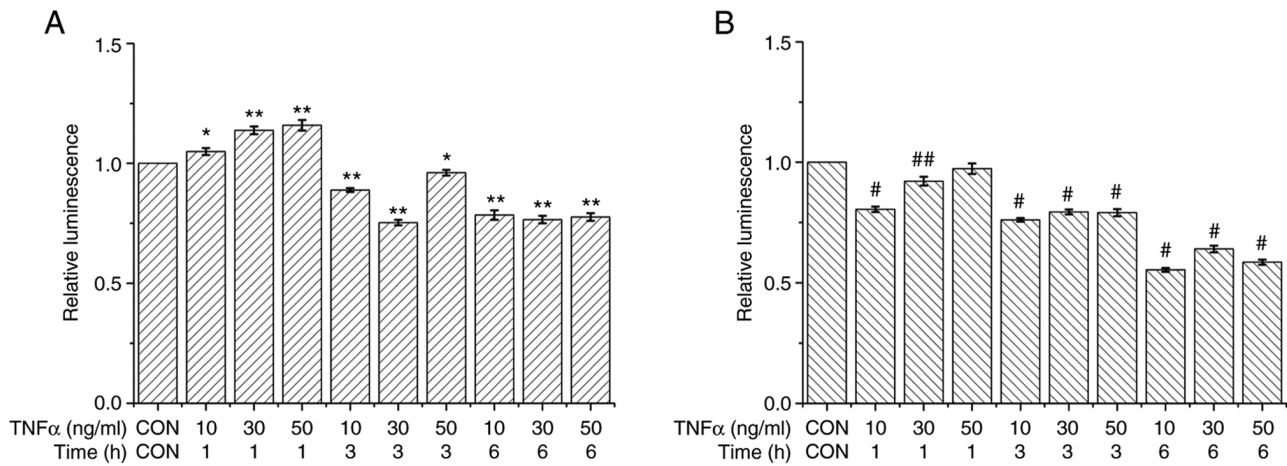 A
1.5
1.0
0.5
0.0
Relative luminescence
* ** ** ** ** * ** ** **
TNFα (ng/ml) CON 10 30 50 10 30 50 10 30 50
Time (h) CON 1 1 1 3 3 3 6 6 6
B
1.5
1.0
0.5
0.0
Relative luminescence
# ## # # # # # #
TNFα (ng/ml) CON 10 30 50 10 30 50 10 30 50
Time (h) CON 1 1 1 3 3 3 6 6 6